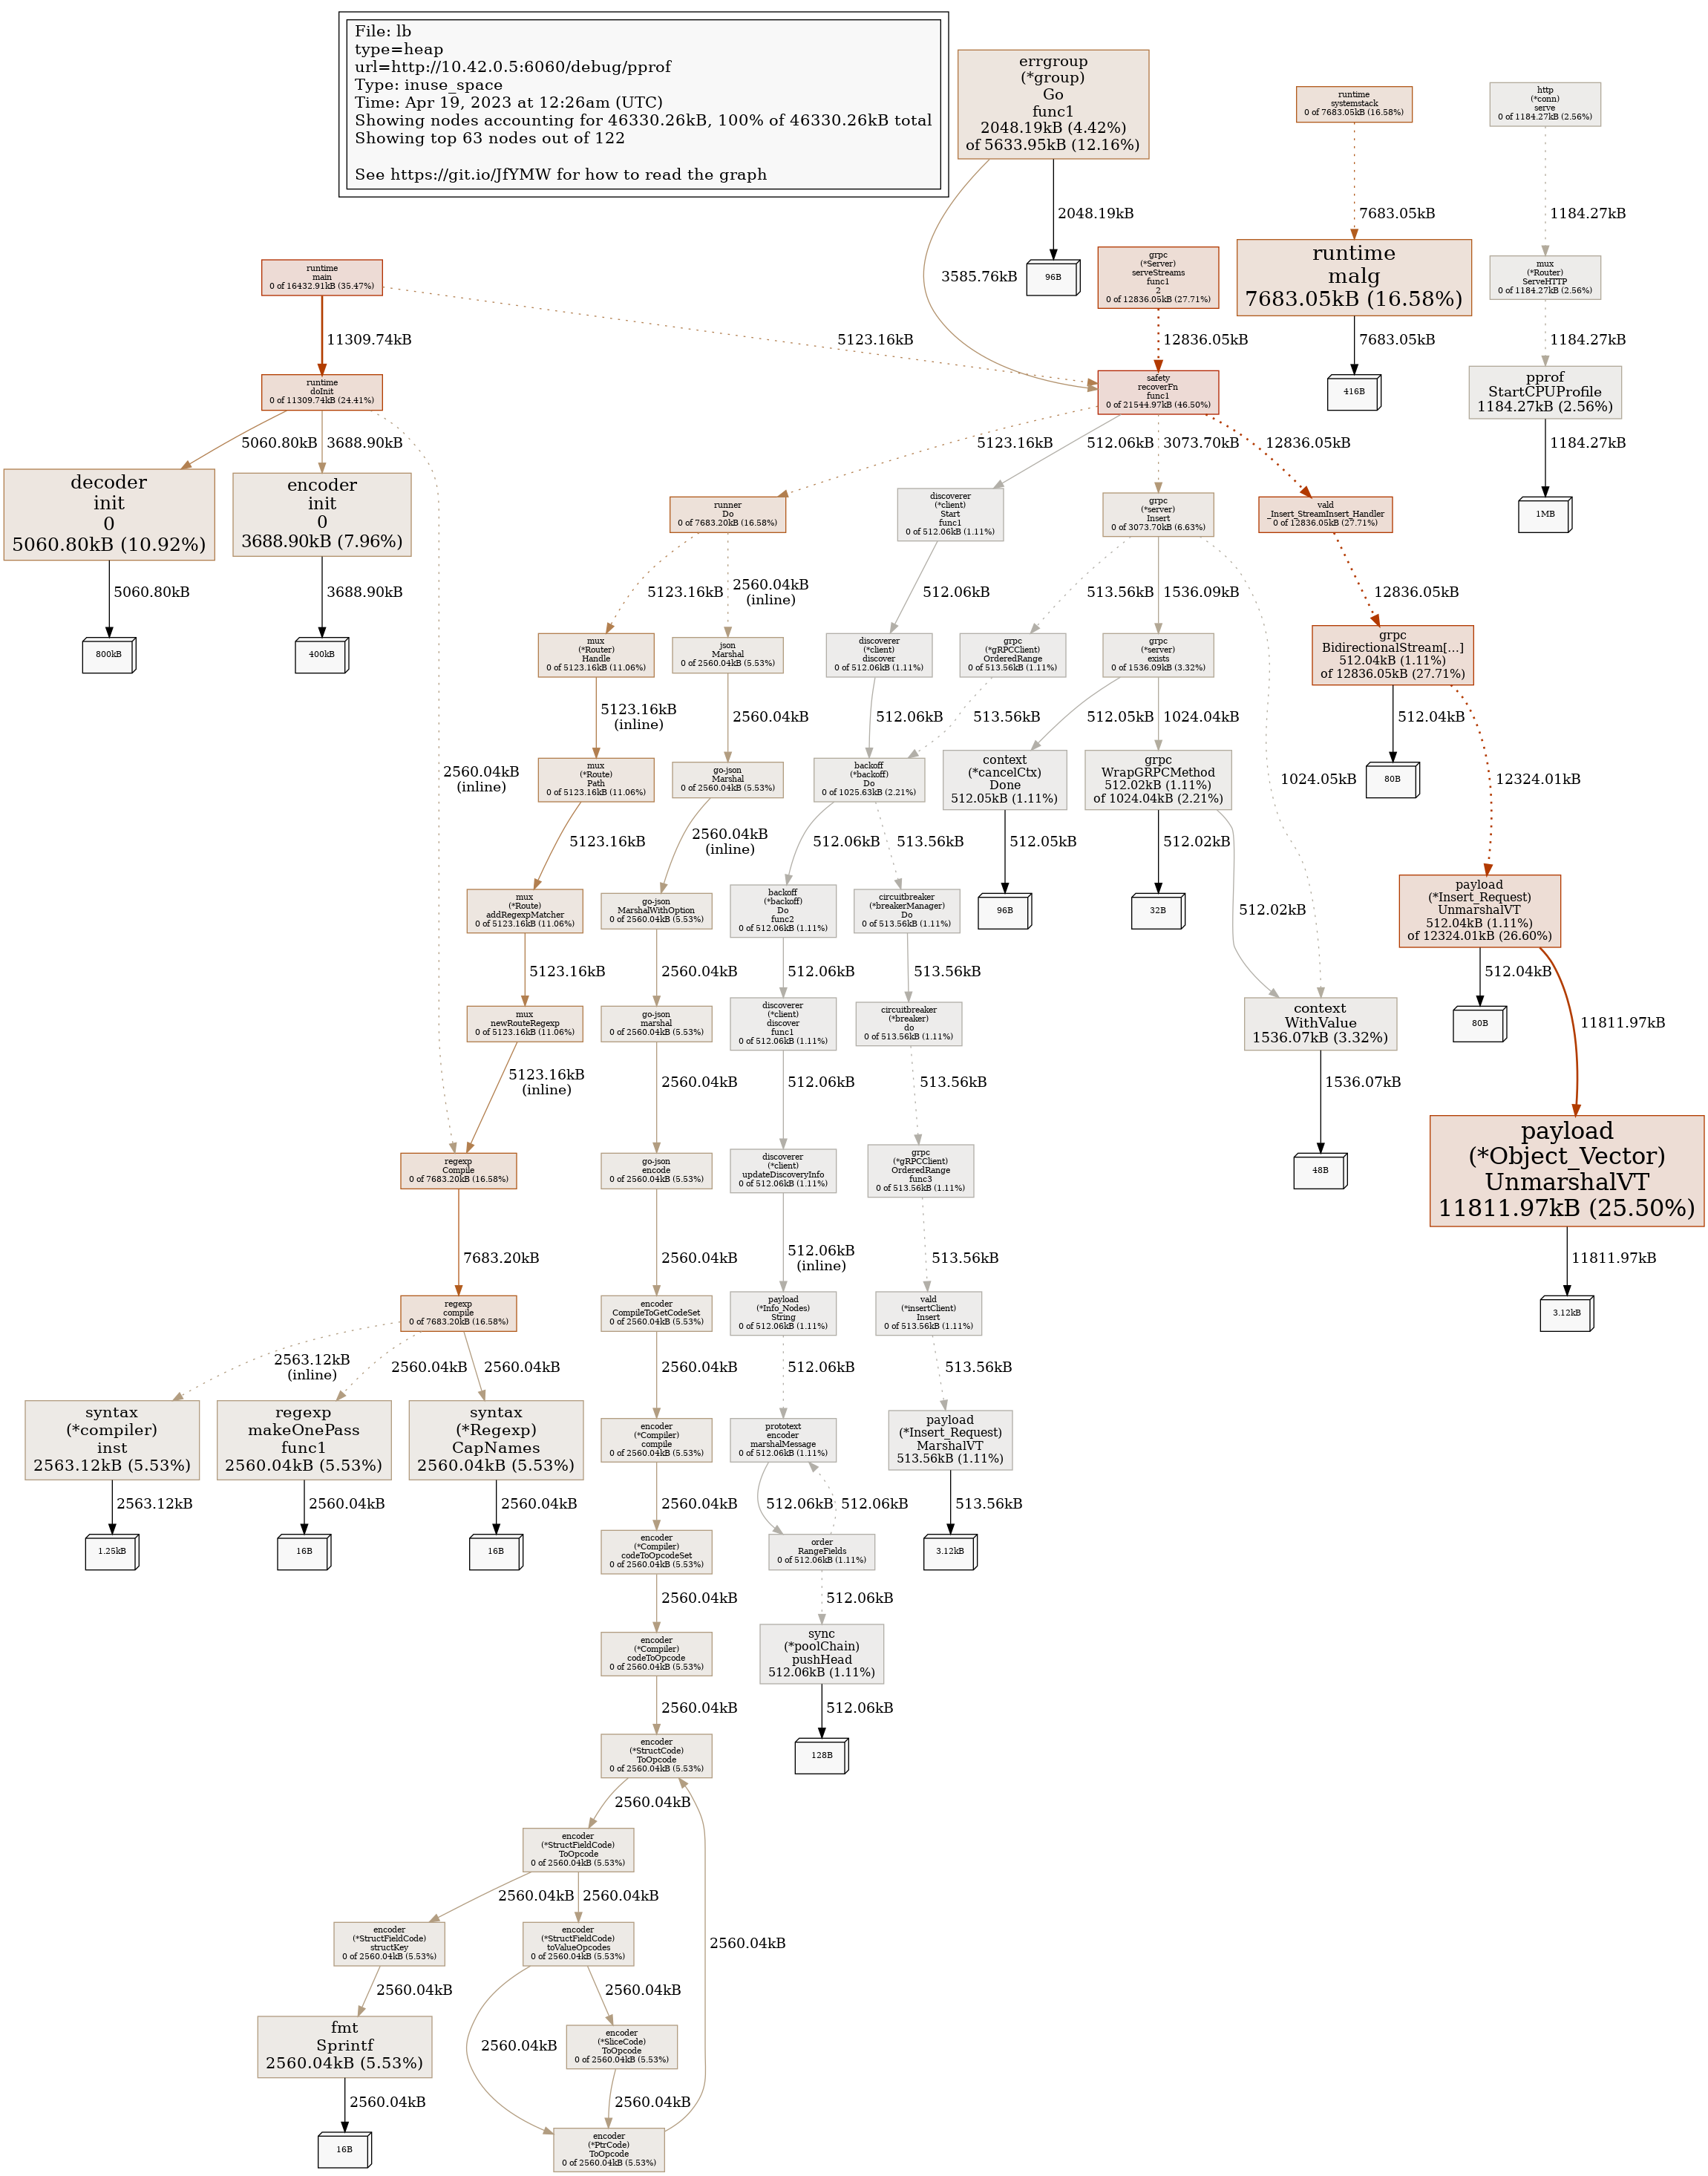 File: lb
type=heap
url=http://10.42.0.5:6060/debug/pprof
Type: inuse_space
Time: Apr 19, 2023 at 12:26am (UTC)
Showing nodes accounting for 46330.26kB, 100% of 46330.26kB total
Showing top 63 nodes out of 122
See https://git.io/JfYMW for how to read the graph
errgroup
(*group)
Go
func1
2048.19kB (4.42%)
of 5633.95kB (12.16%)
runtime
systemstack
0 of 7683.05kB (16.58%)
http
(*conn)
serve
0 of 1184.27kB (2.56%)
2048.19kB
7683.05kB
1184.27kB
runtime
main
0 of 16432.91kB (35.47%)
3585.76kB
96B
grpc
(*Server)
serveStreams
func1
2
0 of 12836.05kB (27.71%)
runtime
malg
7683.05kB (16.58%)
mux
(*Router)
ServeHTTP
0 of 1184.27kB (2.56%)
11309.74kB
5123.16kB
12836.05kB
7683.05kB
1184.27kB
runtime
doInit
0 of 11309.74kB (24.41%)
safety
recoverFn
func1
0 of 21544.97kB (46.50%)
416B
pprof
StartCPUProfile
1184.27kB (2.56%)
5060.80kB
3688.90kB
5123.16kB
512.06kB
3073.70kB
12836.05kB
1184.27kB
decoder
init
0
5060.80kB (10.92%)
encoder
init
0
3688.90kB (7.96%)
runner
Do
0 of 7683.20kB (16.58%)
discoverer
(*client)
Start
func1
0 of 512.06kB (1.11%)
grpc
(*server)
Insert
0 of 3073.70kB (6.63%)
vald
_Insert_StreamInsert_Handler
0 of 12836.05kB (27.71%)
1MB
5060.80kB
3688.90kB
5123.16kB
2560.04kB
(inline)
512.06kB
513.56kB
1536.09kB
12836.05kB
800kB
400kB
mux
(*Router)
Handle
0 of 5123.16kB (11.06%)
json
Marshal
0 of 2560.04kB (5.53%)
discoverer
(*client)
discover
0 of 512.06kB (1.11%)
grpc
(*gRPCClient)
OrderedRange
0 of 513.56kB (1.11%)
grpc
(*server)
exists
0 of 1536.09kB (3.32%)
grpc
BidirectionalStream[...]
512.04kB (1.11%)
of 12836.05kB (27.71%)
5123.16kB
(inline)
2560.04kB
512.06kB
513.56kB
512.05kB
1024.04kB
512.04kB
2560.04kB
(inline)
mux
(*Route)
Path
0 of 5123.16kB (11.06%)
go-json
Marshal
0 of 2560.04kB (5.53%)
backoff
(*backoff)
Do
0 of 1025.63kB (2.21%)
context
(*cancelCtx)
Done
512.05kB (1.11%)
grpc
WrapGRPCMethod
512.02kB (1.11%)
of 1024.04kB (2.21%)
1024.05kB
80B
12324.01kB
5123.16kB
2560.04kB
(inline)
512.06kB
513.56kB
512.05kB
512.02kB
mux
(*Route)
addRegexpMatcher
0 of 5123.16kB (11.06%)
go-json
MarshalWithOption
0 of 2560.04kB (5.53%)
backoff
(*backoff)
Do
func2
0 of 512.06kB (1.11%)
circuitbreaker
(*breakerManager)
Do
0 of 513.56kB (1.11%)
96B
32B
512.02kB
payload
(*Insert_Request)
UnmarshalVT
512.04kB (1.11%)
of 12324.01kB (26.60%)
5123.16kB
2560.04kB
512.06kB
513.56kB
512.04kB
mux
newRouteRegexp
0 of 5123.16kB (11.06%)
go-json
marshal
0 of 2560.04kB (5.53%)
discoverer
(*client)
discover
func1
0 of 512.06kB (1.11%)
circuitbreaker
(*breaker)
do
0 of 513.56kB (1.11%)
context
WithValue
1536.07kB (3.32%)
80B
11811.97kB
5123.16kB
(inline)
2560.04kB
512.06kB
513.56kB
1536.07kB
regexp
Compile
0 of 7683.20kB (16.58%)
go-json
encode
0 of 2560.04kB (5.53%)
discoverer
(*client)
updateDiscoveryInfo
0 of 512.06kB (1.11%)
grpc
(*gRPCClient)
OrderedRange
func3
0 of 513.56kB (1.11%)
48B
payload
(*Object_Vector)
UnmarshalVT
11811.97kB (25.50%)
7683.20kB
2560.04kB
512.06kB
(inline)
513.56kB
11811.97kB
regexp
compile
0 of 7683.20kB (16.58%)
encoder
CompileToGetCodeSet
0 of 2560.04kB (5.53%)
payload
(*Info_Nodes)
String
0 of 512.06kB (1.11%)
vald
(*insertClient)
Insert
0 of 513.56kB (1.11%)
3.12kB
2563.12kB
(inline)
2560.04kB
2560.04kB
2560.04kB
512.06kB
513.56kB
syntax
(*compiler)
inst
2563.12kB (5.53%)
regexp
makeOnePass
func1
2560.04kB (5.53%)
syntax
(*Regexp)
CapNames
2560.04kB (5.53%)
encoder
(*Compiler)
compile
0 of 2560.04kB (5.53%)
prototext
encoder
marshalMessage
0 of 512.06kB (1.11%)
payload
(*Insert_Request)
MarshalVT
513.56kB (1.11%)
2563.12kB
2560.04kB
2560.04kB
2560.04kB
512.06kB
512.06kB
513.56kB
1.25kB
16B
16B
encoder
(*Compiler)
codeToOpcodeSet
0 of 2560.04kB (5.53%)
order
RangeFields
0 of 512.06kB (1.11%)
3.12kB
2560.04kB
512.06kB
encoder
(*Compiler)
codeToOpcode
0 of 2560.04kB (5.53%)
sync
(*poolChain)
pushHead
512.06kB (1.11%)
2560.04kB
512.06kB
encoder
(*StructCode)
ToOpcode
0 of 2560.04kB (5.53%)
128B
2560.04kB
encoder
(*StructFieldCode)
ToOpcode
0 of 2560.04kB (5.53%)
2560.04kB
2560.04kB
encoder
(*StructFieldCode)
structKey
0 of 2560.04kB (5.53%)
encoder
(*StructFieldCode)
toValueOpcodes
0 of 2560.04kB (5.53%)
2560.04kB
2560.04kB
2560.04kB
fmt
Sprintf
2560.04kB (5.53%)
2560.04kB
encoder
(*SliceCode)
ToOpcode
0 of 2560.04kB (5.53%)
2560.04kB
2560.04kB
16B
encoder
(*PtrCode)
ToOpcode
0 of 2560.04kB (5.53%)